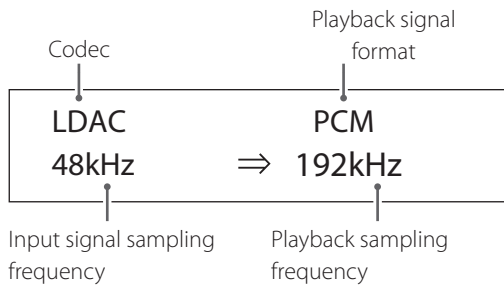 Playback signal
format
Codec
LDAC PCM
48kHz ⇒ 192kHz
Input signal sampling
frequency
Playback sampling
frequency